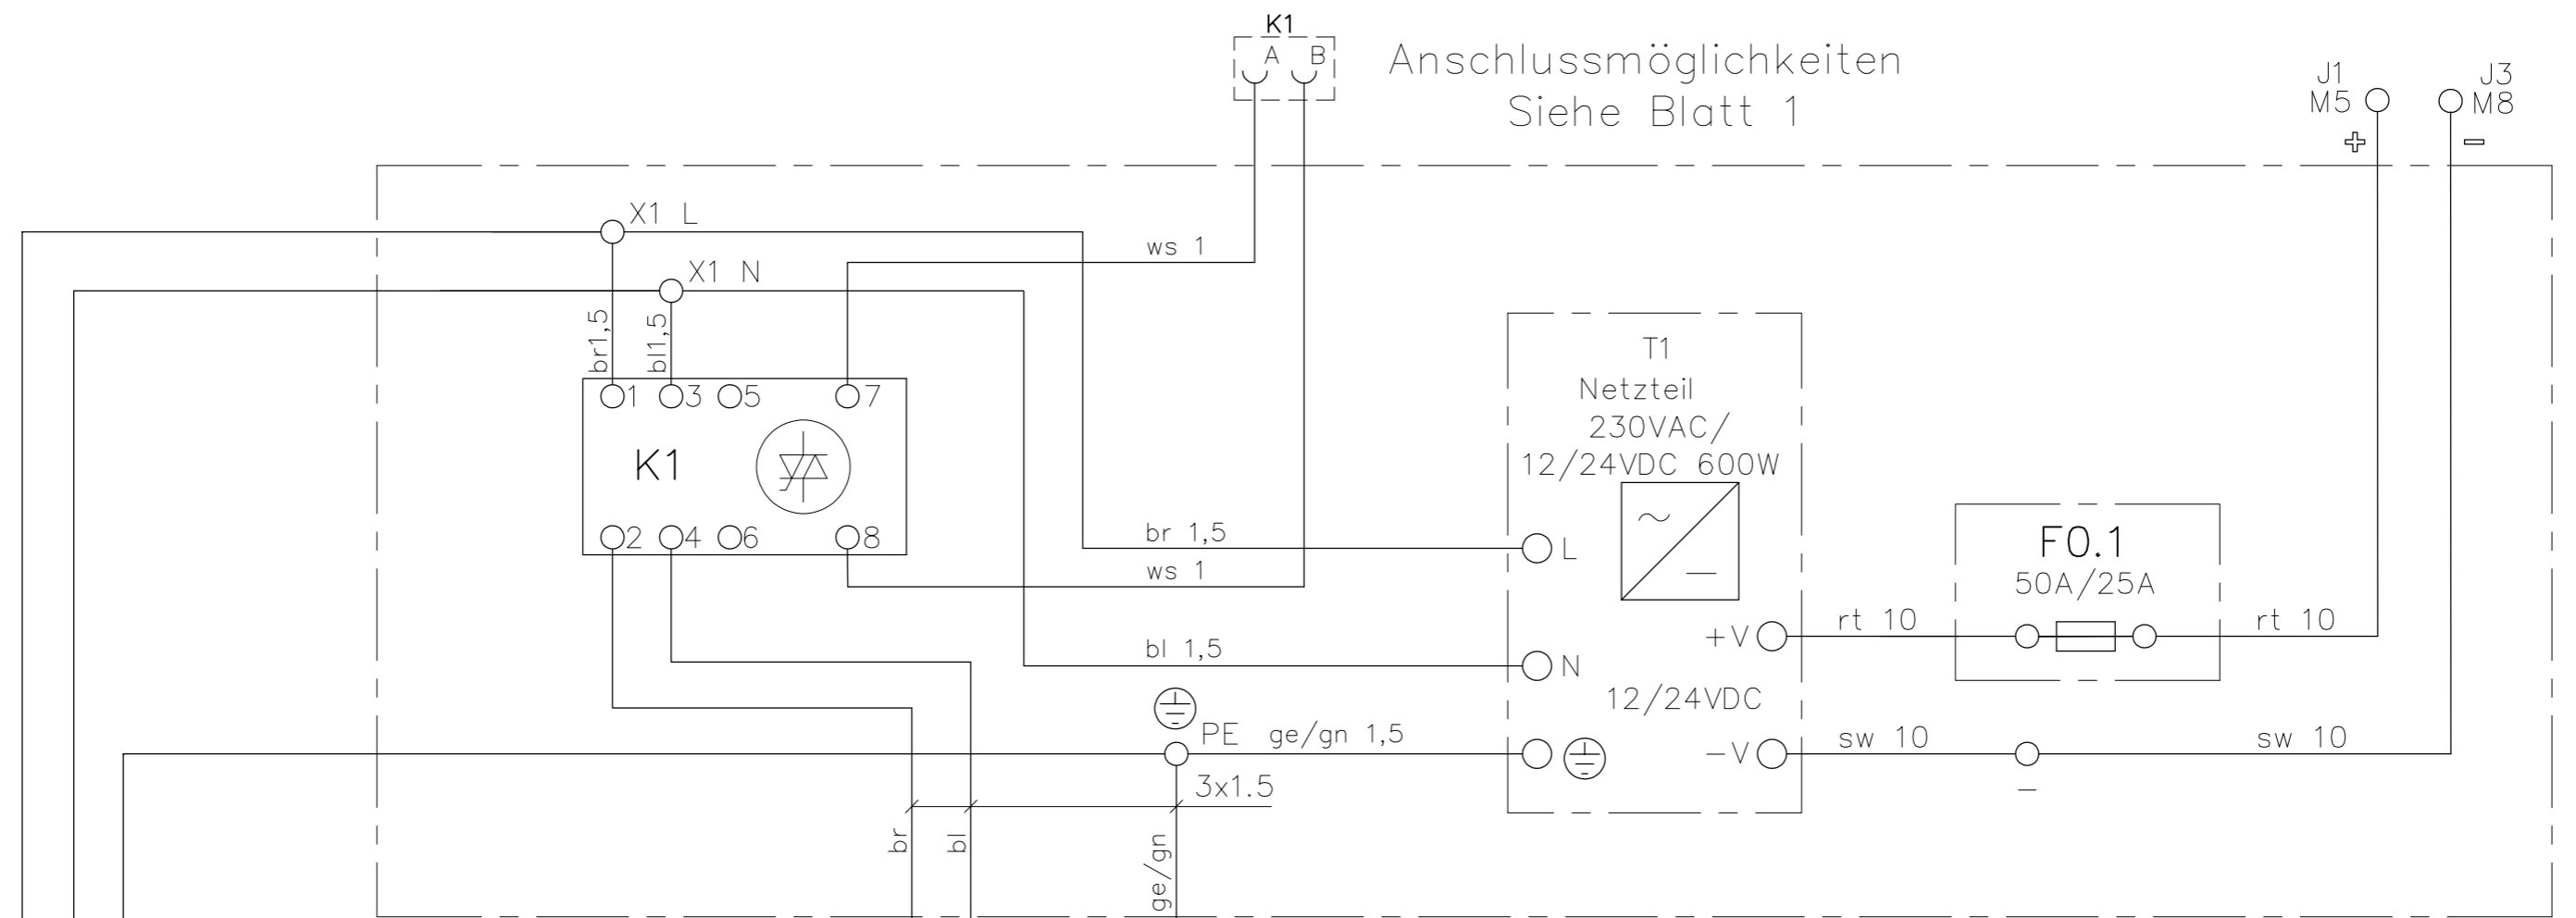 K1
A B
Anschlussmöglichkeiten
Siehe Blatt 1
J1
M5
J3
M8
+
-
X1 L
X1 N
ws 1
br1,5
bl1,5
1 3 5 7
K1
2 4 6 8
T1
Netzteil
230VAC/
12/24VDC 600W
~
—
br 1,5
L
ws 1
F0.1
50A/25A
rt 10
rt 10
+V
bl 1,5
N
12/24VDC
PE
ge/gn 1,5
-V
sw 10
sw 10
-
3x1.5
br
bl
ge/gn